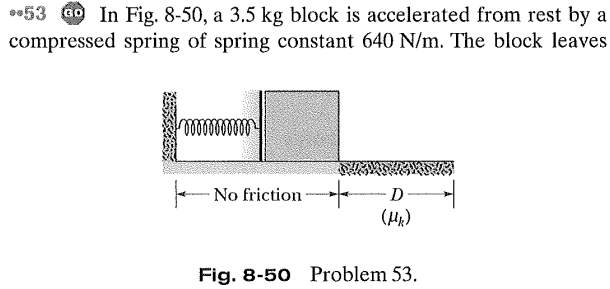 ••53 GO In Fig. 8-50, a 3.5 kg block is accelerated from rest by a
compressed spring of spring constant 640 N/m. The block leaves
No friction D
(μk)
Fig. 8-50 Problem 53.